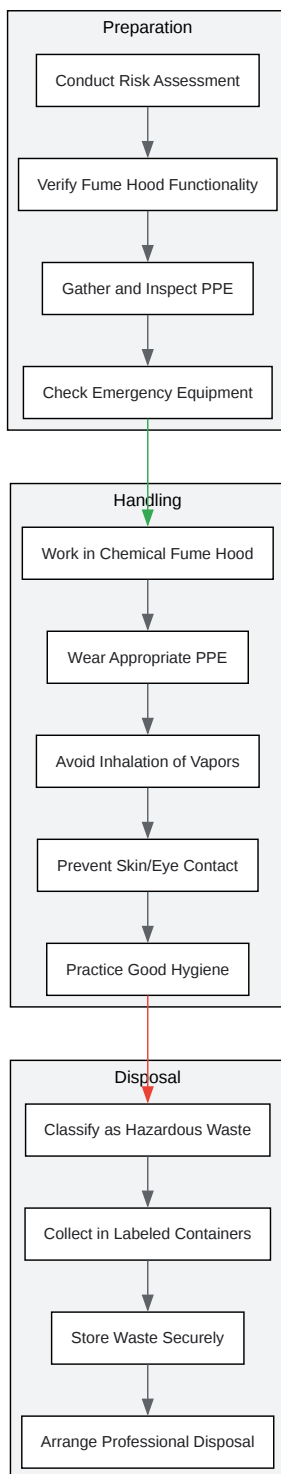 Preparation
Conduct Risk Assessment
Verify Fume Hood Functionality
Gather and Inspect PPE
Check Emergency Equipment
Handling
Work in Chemical Fume Hood
Wear Appropriate PPE
Avoid Inhalation of Vapors
Prevent Skin/Eye Contact
Practice Good Hygiene
Disposal
Classify as Hazardous Waste
Collect in Labeled Containers
Store Waste Securely
Arrange Professional Disposal